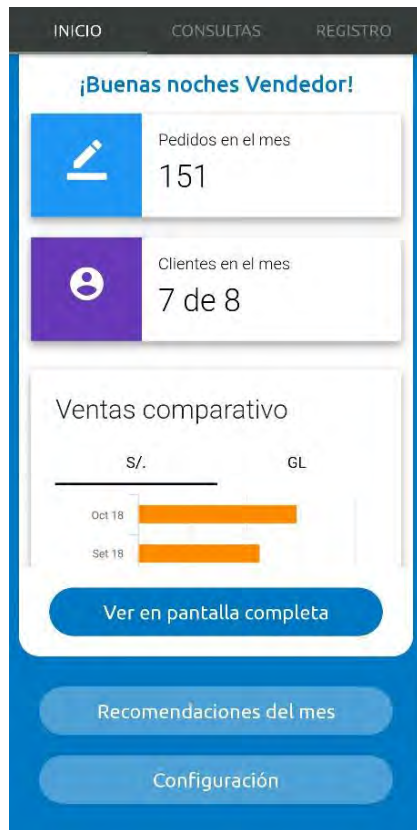 INICIO CONSULTAS REGISTRO
¡Buenas noches Vendedor!
Pedidos en el mes
151
Clientes en el mes
7 de 8
Ventas comparativo
S/. GL
Oct 18
Set 18
Ver en pantalla completa
Recomendaciones del mes
Configuración